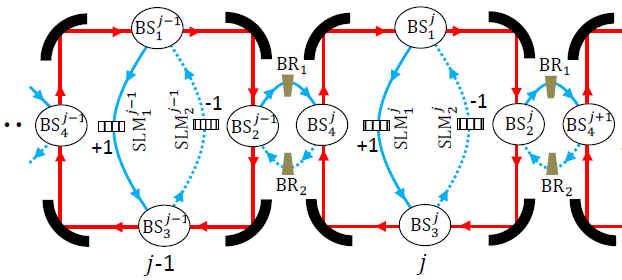 BS₁ʲ⁻¹
BS₁ʲ
BR₁
BR₁
SLM₁ʲ⁻¹
SLM₂ʲ⁻¹
-1
SLM₁ʲ
SLM₂ʲ
-1
..
BS₄ʲ⁻¹
+1
BS₂ʲ⁻¹
BS₄ʲ
+1
BS₂ʲ
BS₄ʲ⁺¹
BR₂
BR₂
BS₃ʲ⁻¹
BS₃ʲ
j-1
j